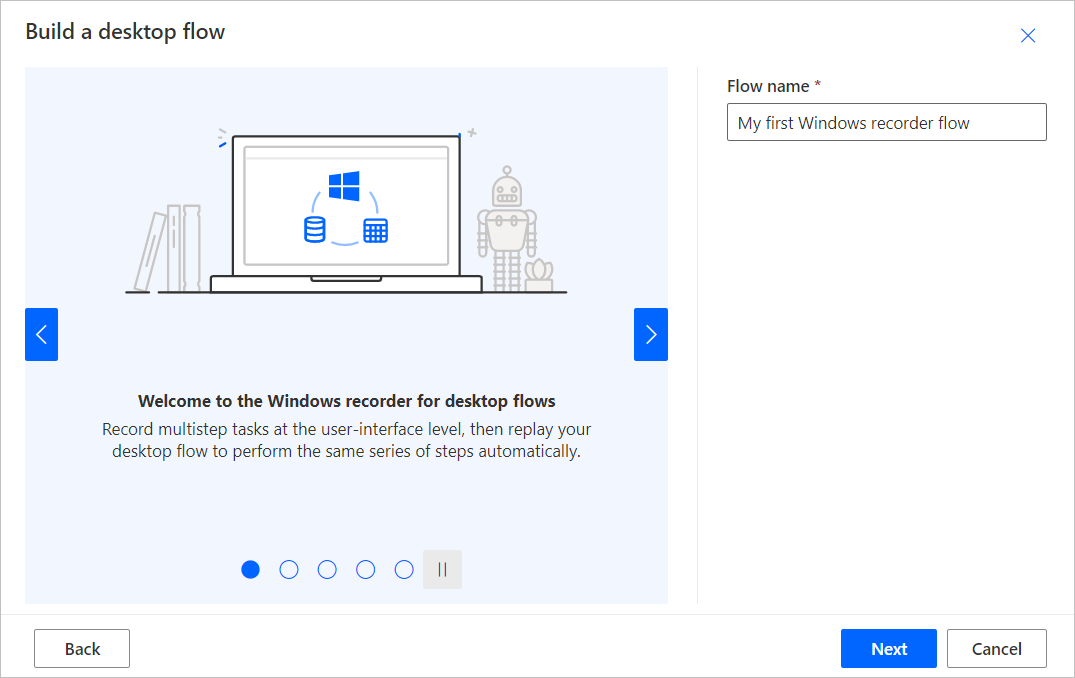 Build a desktop flow
Flow name *
My first Windows recorder flow
Welcome to the Windows recorder for desktop flows
Record multistep tasks at the user-interface level, then replay your
desktop flow to perform the same series of steps automatically.
Back
Next
Cancel